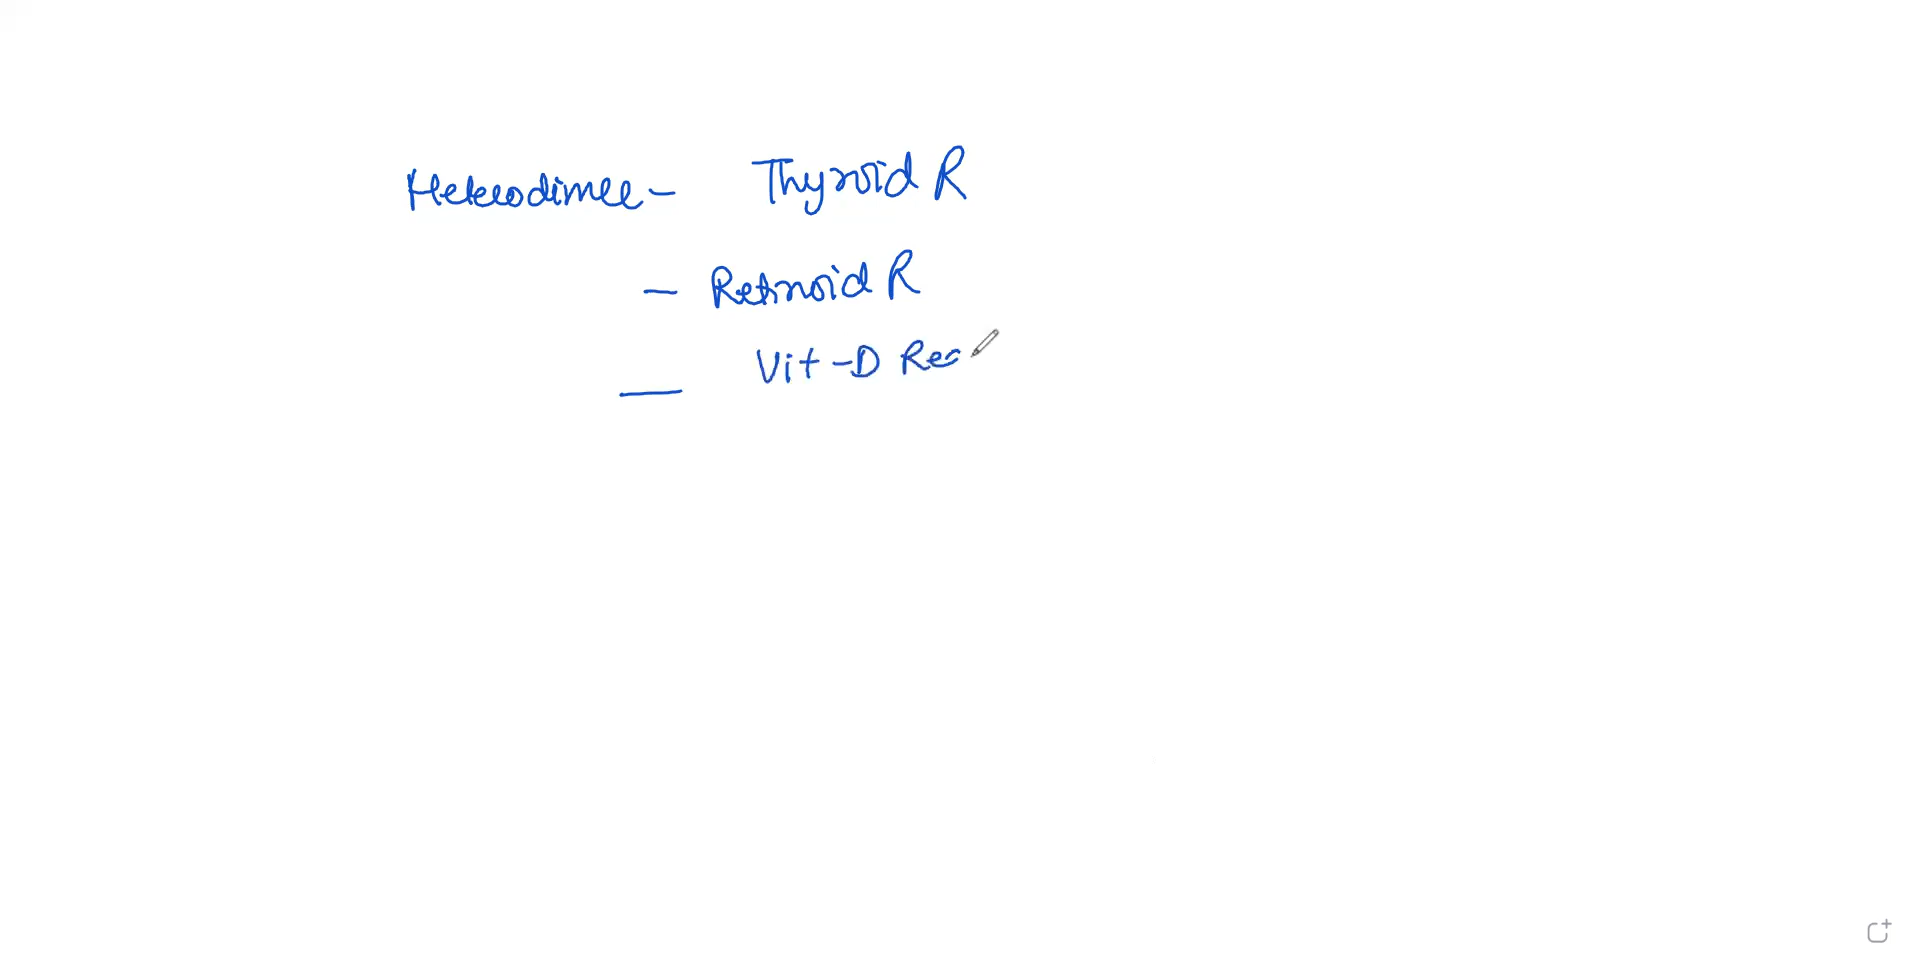 Heterodimer - Thyroid R
- Retinoid R
— Vit-D Rec